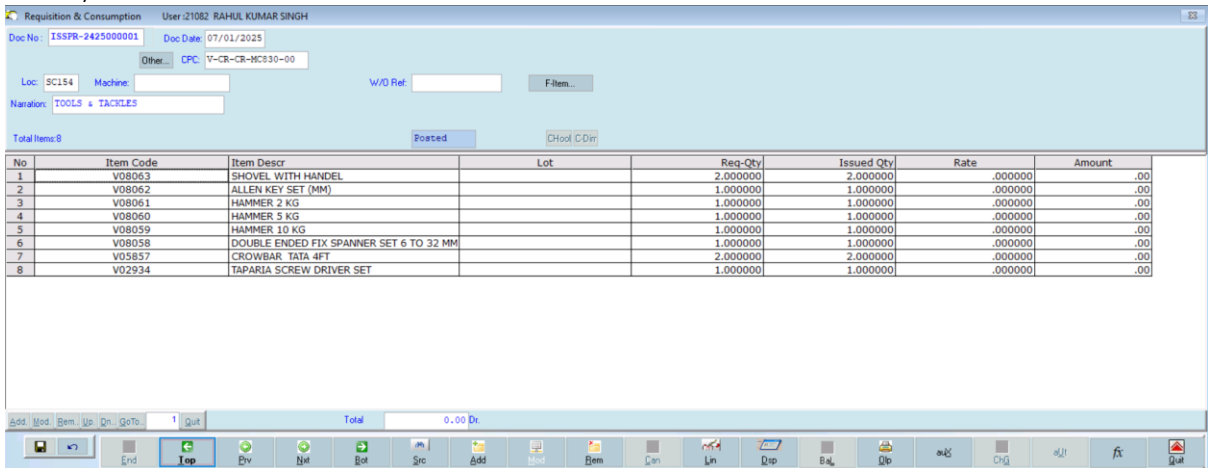 Requisition & Consumption User :21082 RAHUL KUMAR SINGH
Doc No : ISSPR-2425000001 Doc Date: 07/01/2025
Other... CPC: V-CR-CR-MC830-00
Loc: SC154 Machine: W/O Ref: F-Item...
Narration: TOOLS & TACKLES
Total Items:8 Posted CHool C-Dirr
No Item Code Item Descr Lot Req-Qty Issued Qty Rate Amount
1 V08063 SHOVEL WITH HANDEL 2.000000 2.000000 .000000 .00
2 V08062 ALLEN KEY SET (MM) 1.000000 1.000000 .000000 .00
3 V08061 HAMMER 2 KG 1.000000 1.000000 .000000 .00
4 V08060 HAMMER 5 KG 1.000000 1.000000 .000000 .00
5 V08059 HAMMER 10 KG 1.000000 1.000000 .000000 .00
6 V08058 DOUBLE ENDED FIX SPANNER SET 6 TO 32 MM 1.000000 1.000000 .000000 .00
7 V05857 CROWBAR TATA 4FT 2.000000 2.000000 .000000 .00
8 V02934 TAPARIA SCREW DRIVER SET 1.000000 1.000000 .000000 .00
Add. Mod. Rem.. Up. Dn.. GoTo.. 1 Quit Total 0.00 Dr.
End Top Prv Nxt Bot Src Add Mod Rem Can Lin Dsp Bal, Olp ChG fx Quit